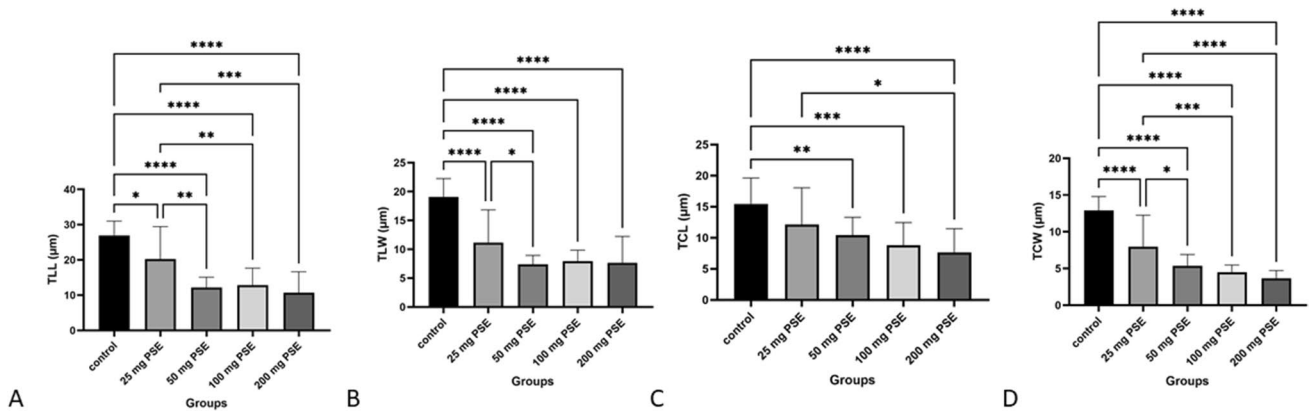 ****
***
****
**
****
* **
TLL (µm)
40
30
20
10
0
control
25 mg PSE
50 mg PSE
100 mg PSE
200 mg PSE
Groups
A
****
****
****
**** *
TLW (µm)
25
20
15
10
5
0
control
25 mg PSE
50 mg PSE
100 mg PSE
200 mg PSE
Groups
B
****
*
***
**
TCL (µm)
25
20
15
10
5
0
control
25 mg PSE
50 mg PSE
100 mg PSE
200 mg PSE
Groups
C
****
****
****
***
****
**** *
TCW (µm)
20
15
10
5
0
control
25 mg PSE
50 mg PSE
100 mg PSE
200 mg PSE
Groups
D